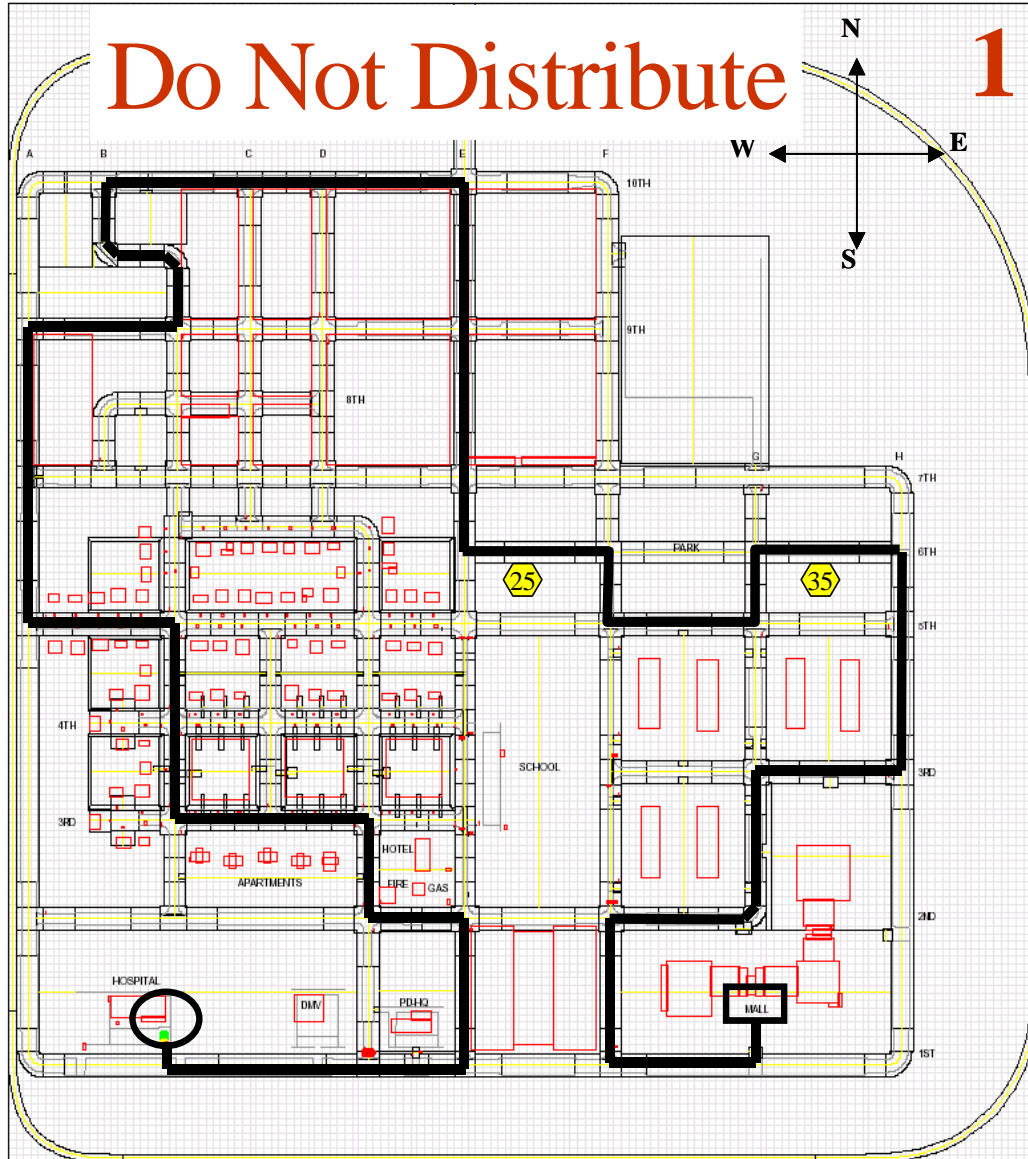 N
1
Do Not Distribute
W
E
S
A B C D E F
10TH
9TH
8TH
G H
7TH
PARK
6TH
25
35
5TH
4TH
SCHOOL
3RD
3RD
HOTEL
APARTMENTS
FIRE
GAS
2ND
HOSPITAL
DMV
PD-HQ
MALL
1ST